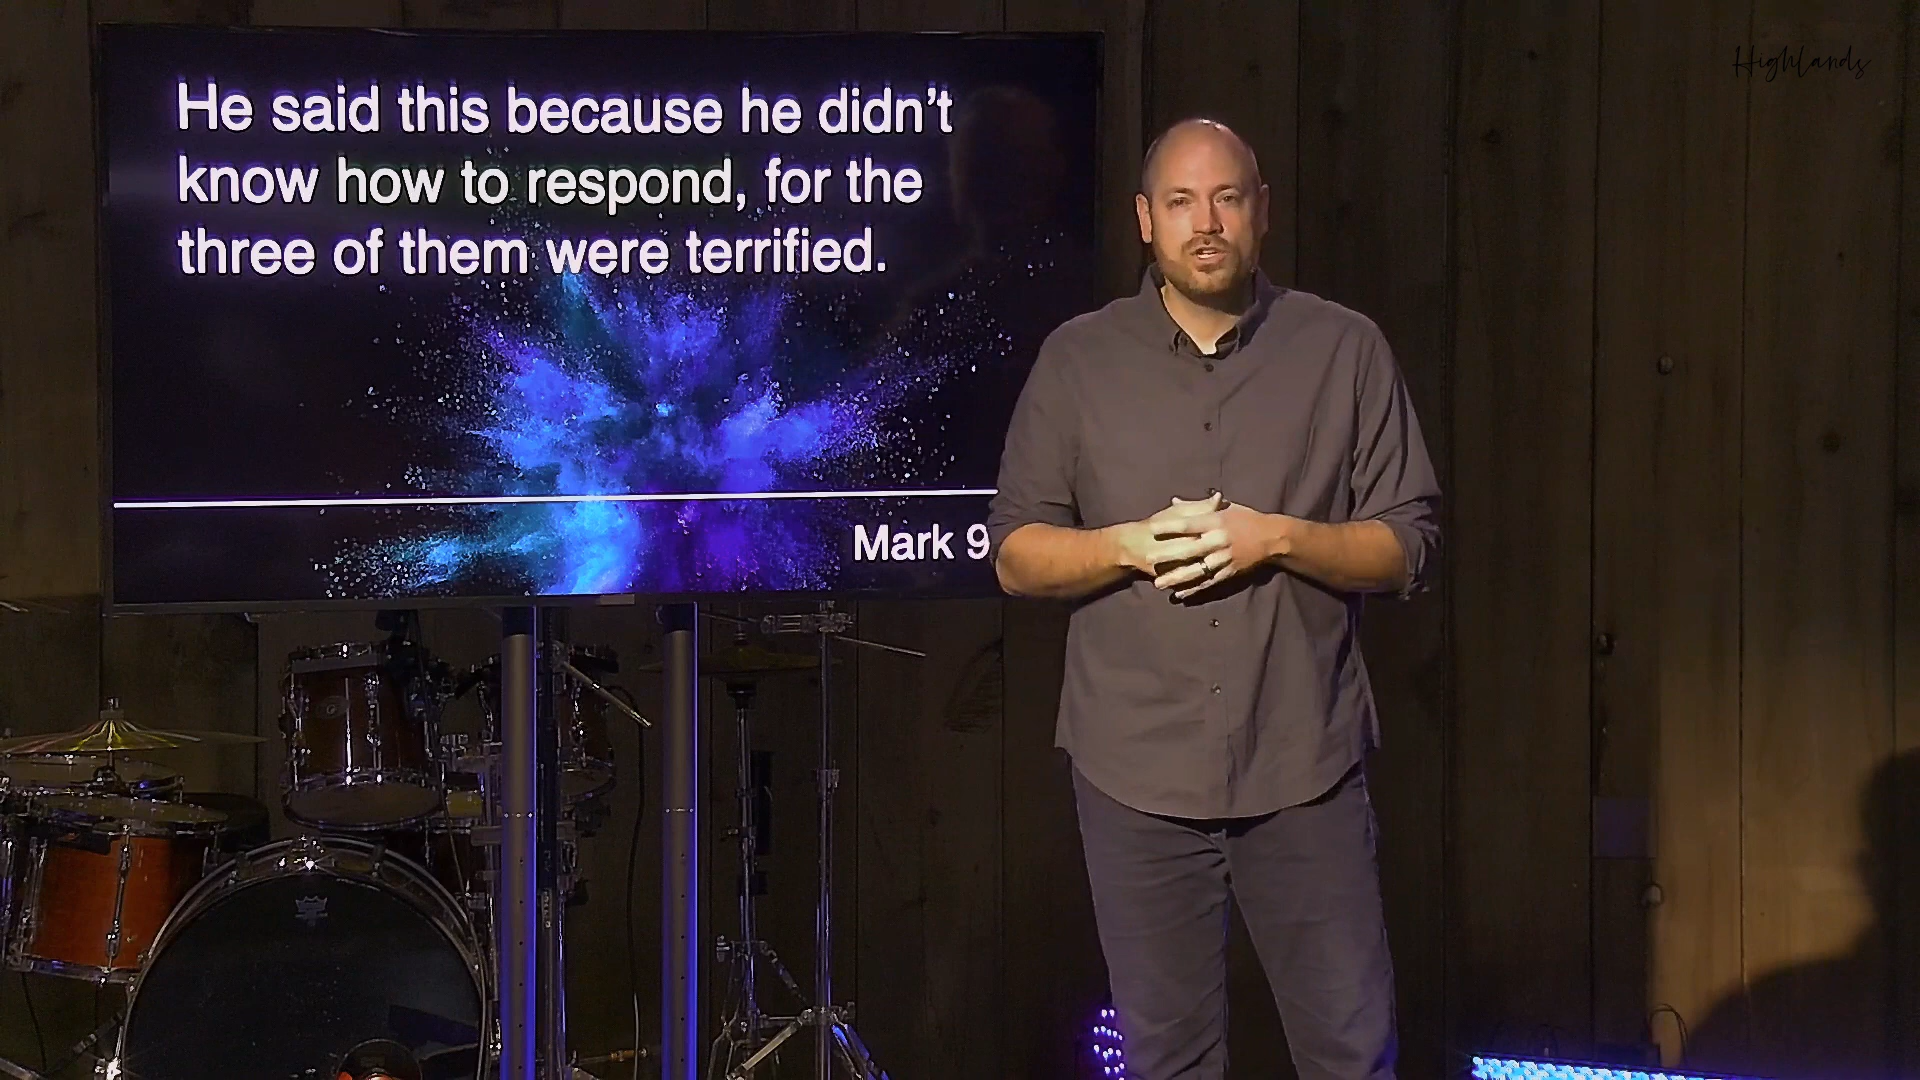 Highlands
He said this because he didn’t
know how to respond, for the
three of them were terrified.
Mark 9